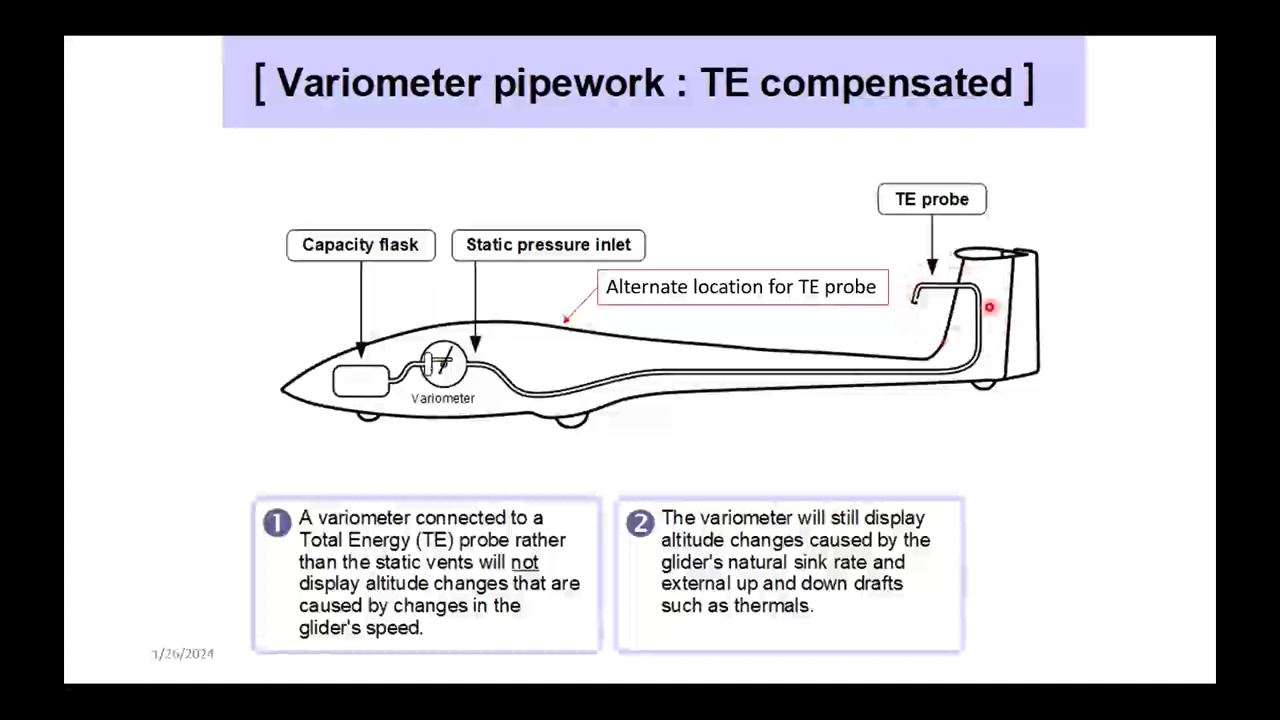 [ Variometer pipework : TE compensated ]
TE probe
Capacity flask
Static pressure inlet
Alternate location for TE probe
Variometer
1 A variometer connected to a
Total Energy (TE) probe rather
than the static vents will not
display altitude changes that are
caused by changes in the
glider's speed.
2 The variometer will still display
altitude changes caused by the
glider's natural sink rate and
external up and down drafts
such as thermals.
1/26/2024